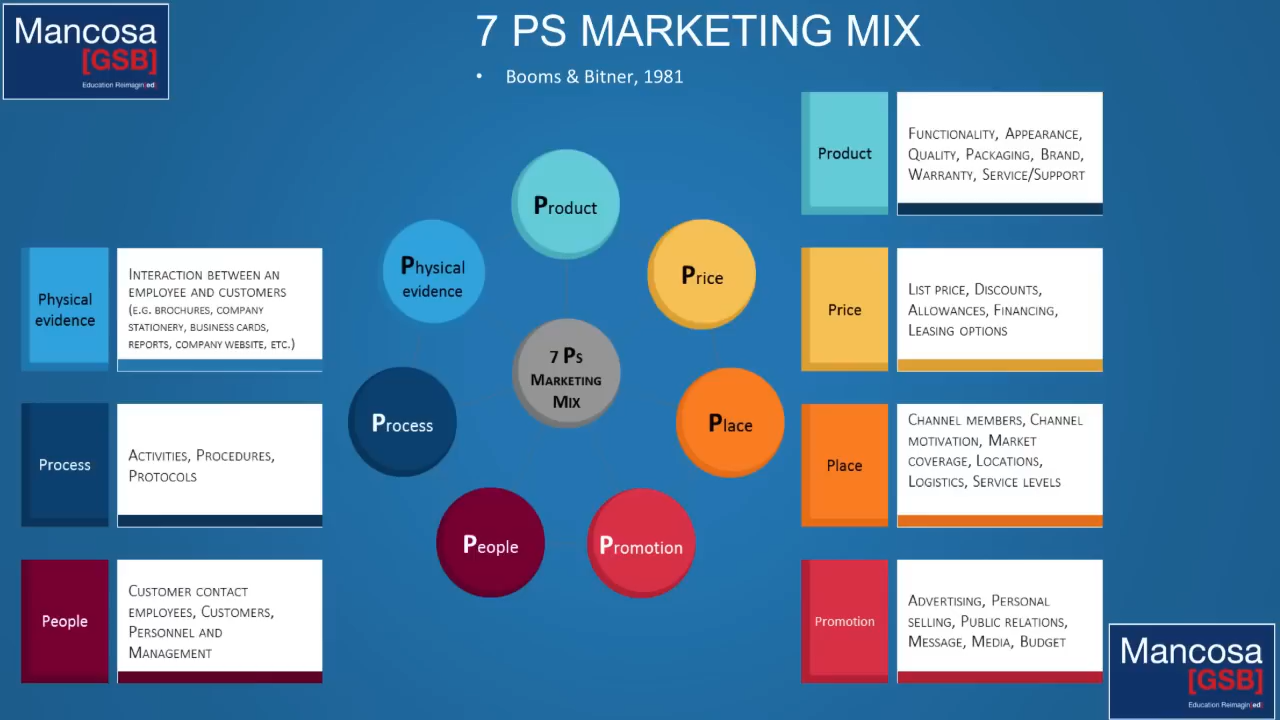 Mancosa
[GSB]
Education Reimagin[ed]
7 PS MARKETING MIX
• Booms & Bitner, 1981
Product
Price
Place
Promotion
People
Process
Physical
evidence
7 Ps
Marketing
Mix
Physical
evidence
Interaction between an
employee and customers
(e.g. brochures, company
stationery, business cards,
reports, company website, etc.)
Process
Activities, Procedures,
Protocols
People
Customer contact
employees, Customers,
Personnel and
Management
Product
Functionality, Appearance,
Quality, Packaging, Brand,
Warranty, Service/Support
Price
List price, Discounts,
Allowances, Financing,
Leasing options
Place
Channel members, Channel
motivation, Market
coverage, Locations,
Logistics, Service levels
Promotion
Advertising, Personal
selling, Public relations,
Message, Media, Budget
Mancosa
[GSB]
Education Reimagin[ed]